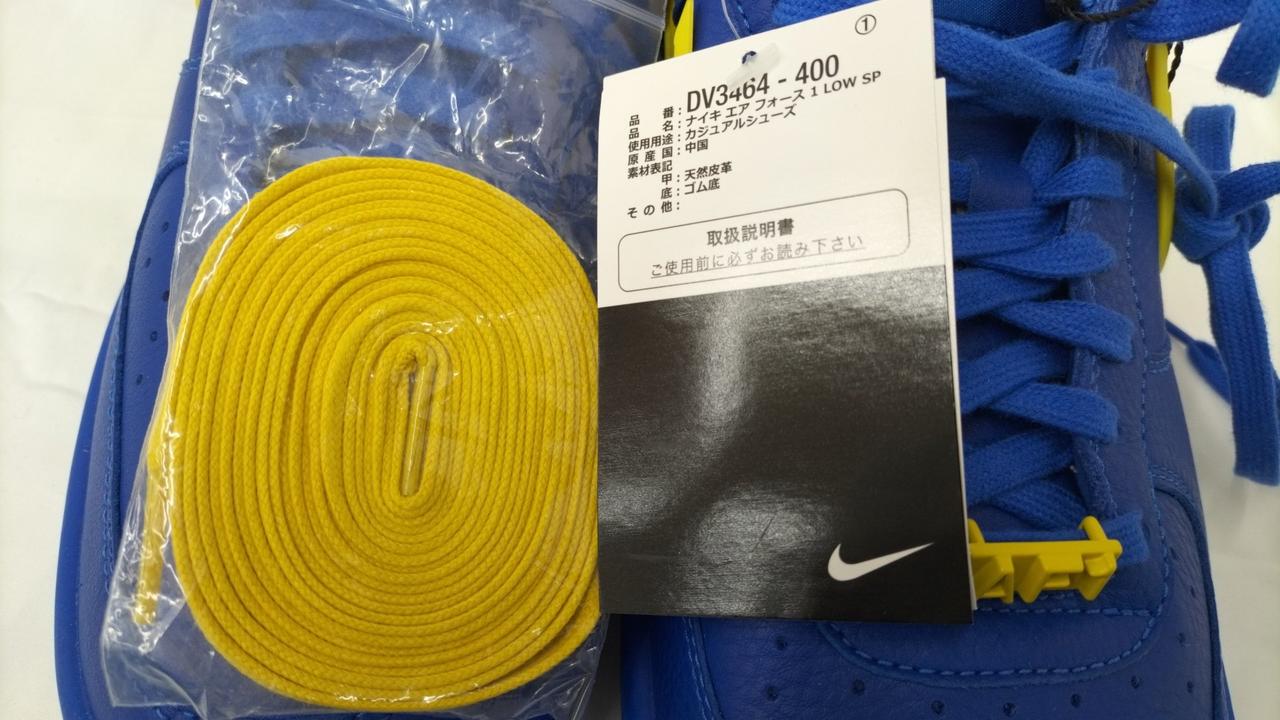 ①
品 番：DV3464 - 400
品 名：ナイキ エア フォース 1 LOW SP
使用用途：カジュアルシューズ
原 産 国：中国
素材表記
甲：天然皮革
底：ゴム底
そ の 他：
取扱説明書
ご使用前に必ずお読み下さい